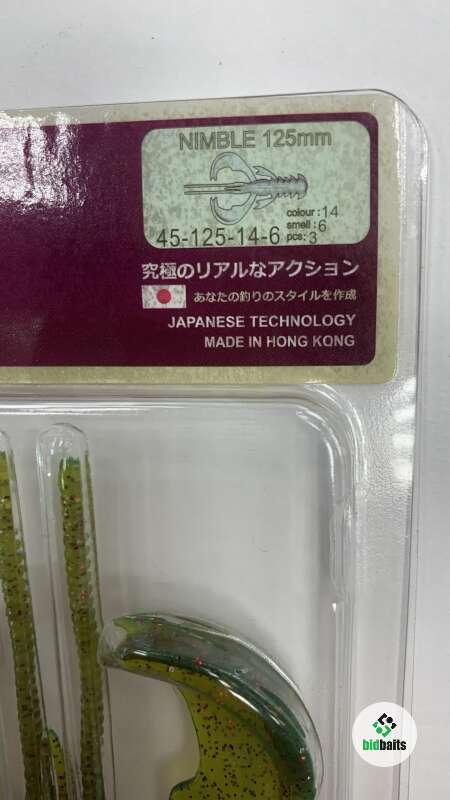 NIMBLE 125mm
colour:14
smell:6
45-125-14-6 pcs:3
究極のリアルなアクション
あなたの釣りのスタイルを作成
JAPANESE TECHNOLOGY
MADE IN HONG KONG
bidbaits